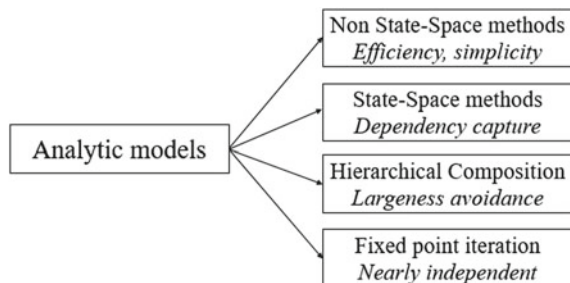 Non State-Space methods
Efficiency, simplicity
State-Space methods
Dependency capture
Analytic models
Hierarchical Composition
Largeness avoidance
Fixed point iteration
Nearly independent